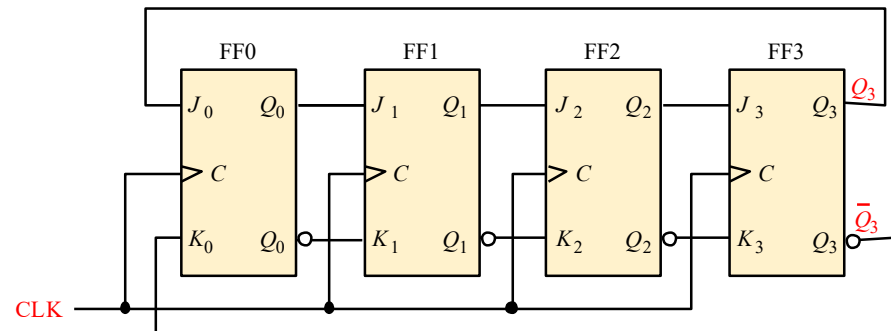 FF0 FF1 FF2 FF3
J0 Q0 J1 Q1 J2 Q2 J3 Q3 Q3
C C C C
K0 Q0 K1 Q1 K2 Q2 K3 Q3 Q̅3
CLK